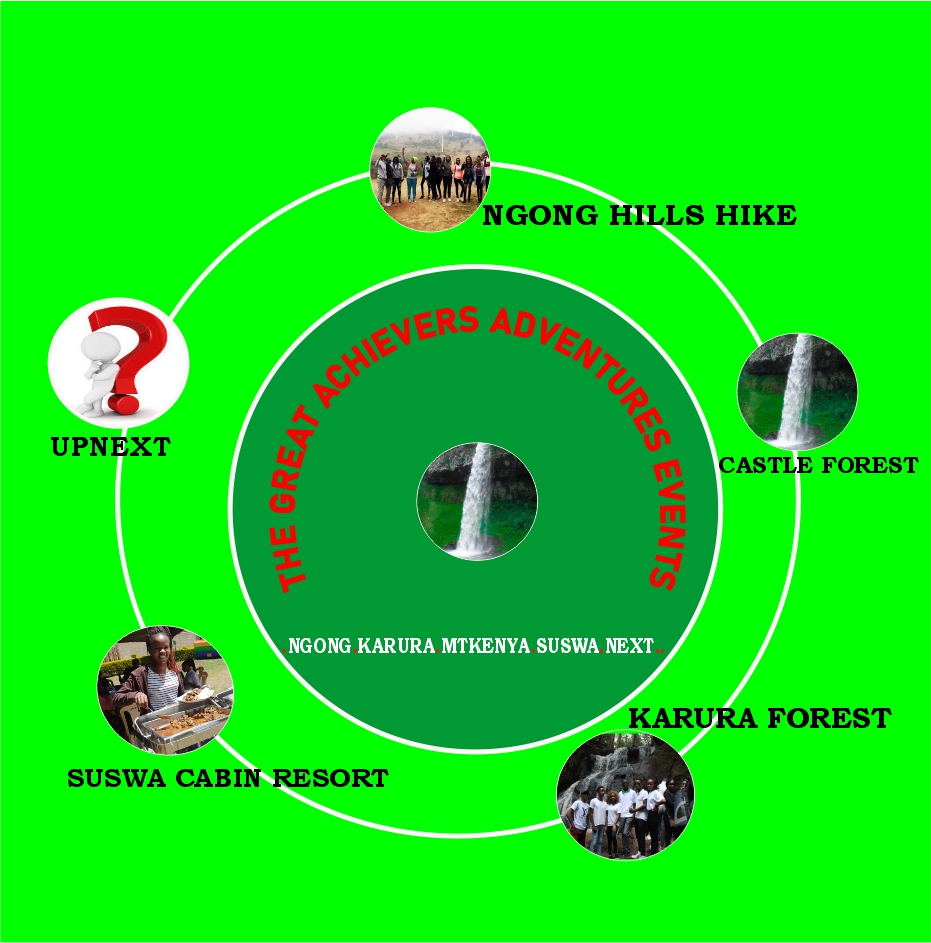 NGONG HILLS HIKE
THE GREAT ACHIEVERS ADVENTURES EVENTS
UPNEXT
CASTLE FOREST
.NGONG.KARURA.MTKENYA.SUSWA.NEXT..
KARURA FOREST
SUSWA CABIN RESORT